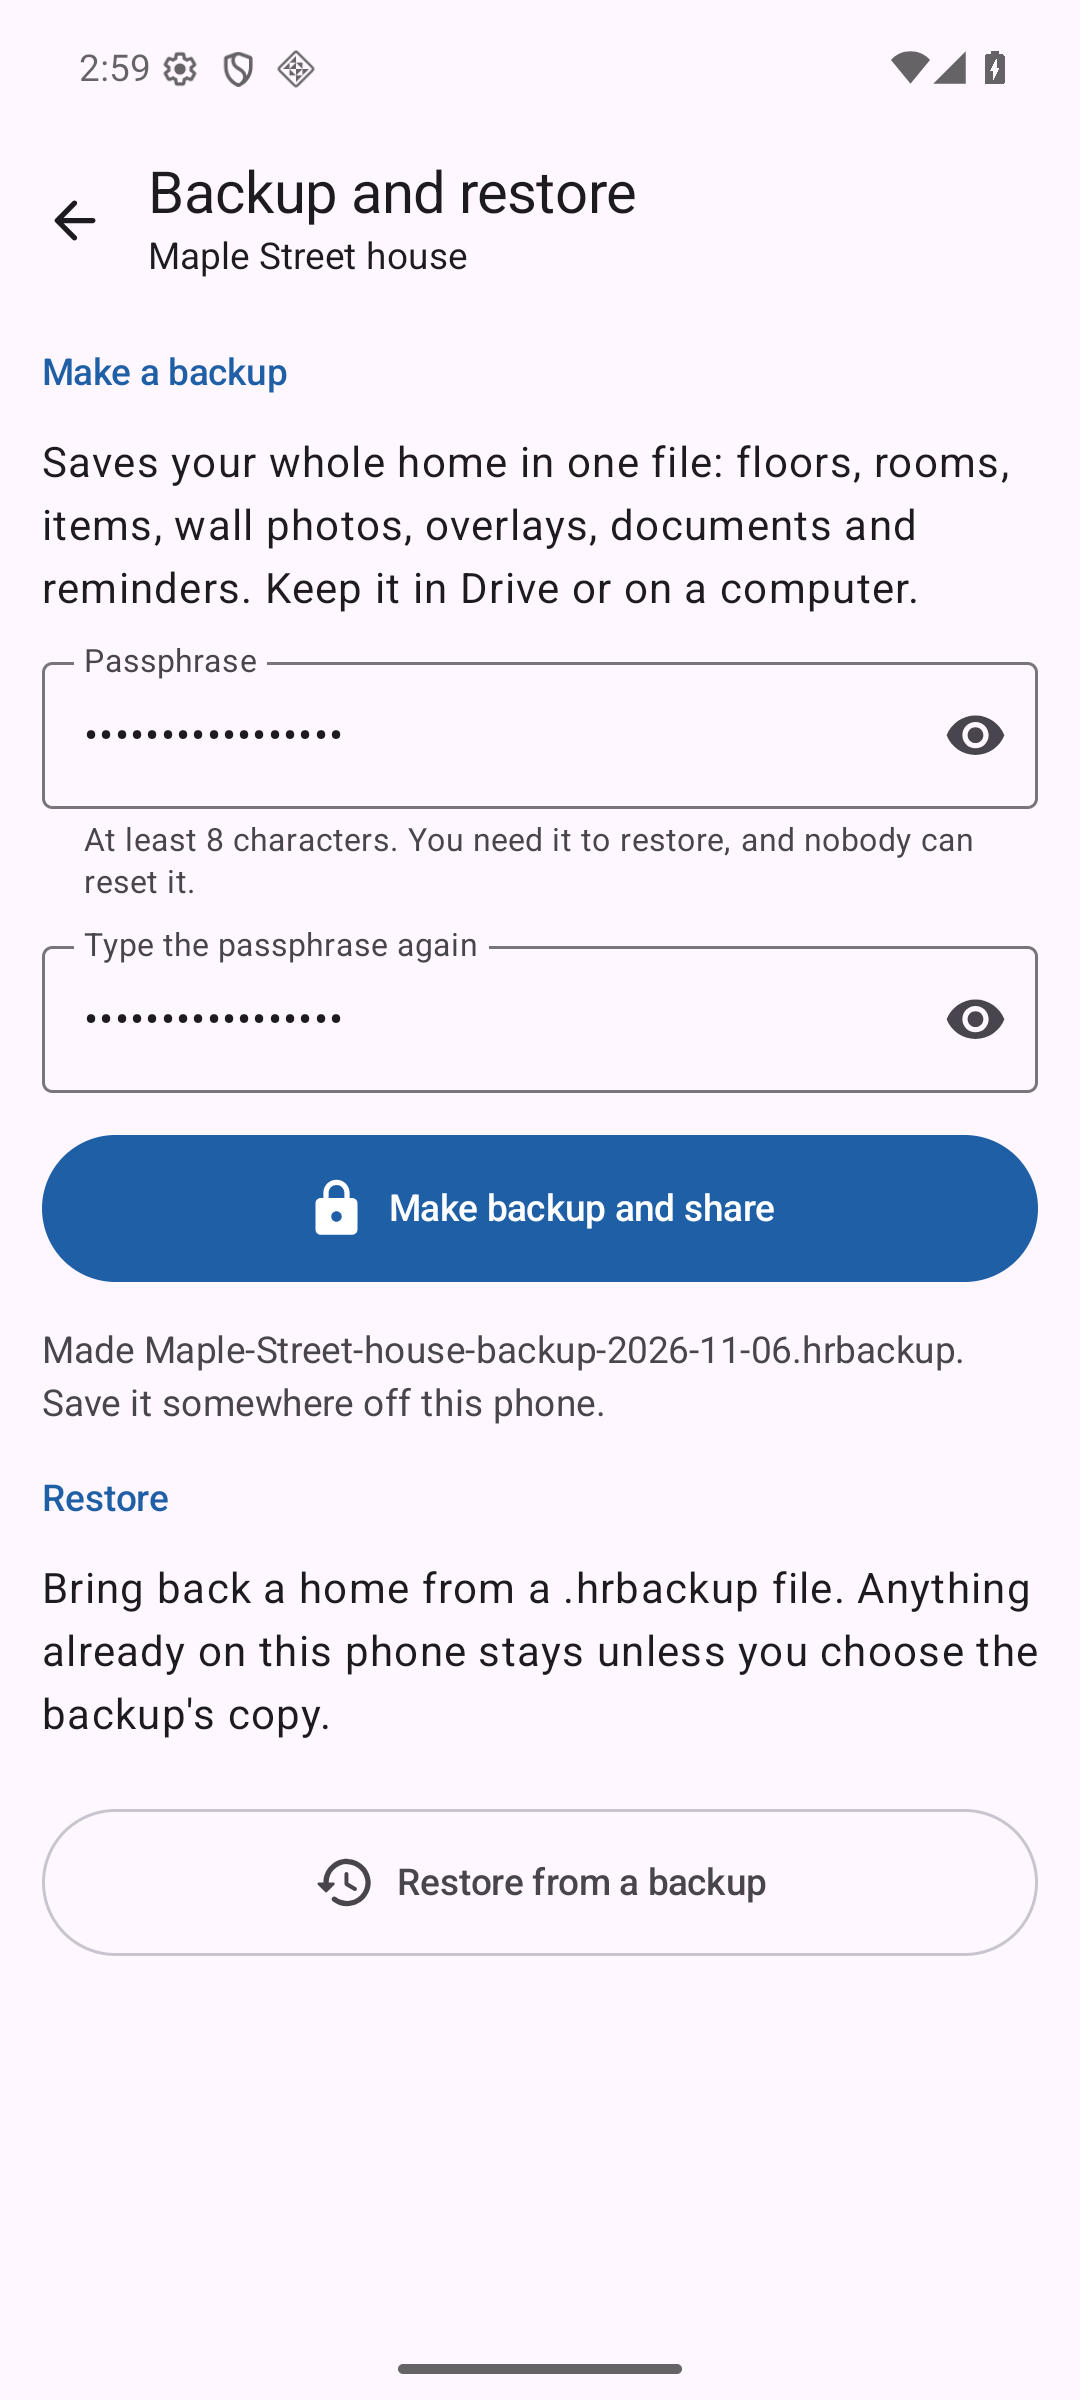 2:59
Backup and restore
Maple Street house
Make a backup
Saves your whole home in one file: floors, rooms,
items, wall photos, overlays, documents and
reminders. Keep it in Drive or on a computer.
Passphrase
•••••••••••••••••
At least 8 characters. You need it to restore, and nobody can
reset it.
Type the passphrase again
•••••••••••••••••
Make backup and share
Made Maple-Street-house-backup-2026-11-06.hrbackup.
Save it somewhere off this phone.
Restore
Bring back a home from a .hrbackup file. Anything
already on this phone stays unless you choose the
backup's copy.
Restore from a backup